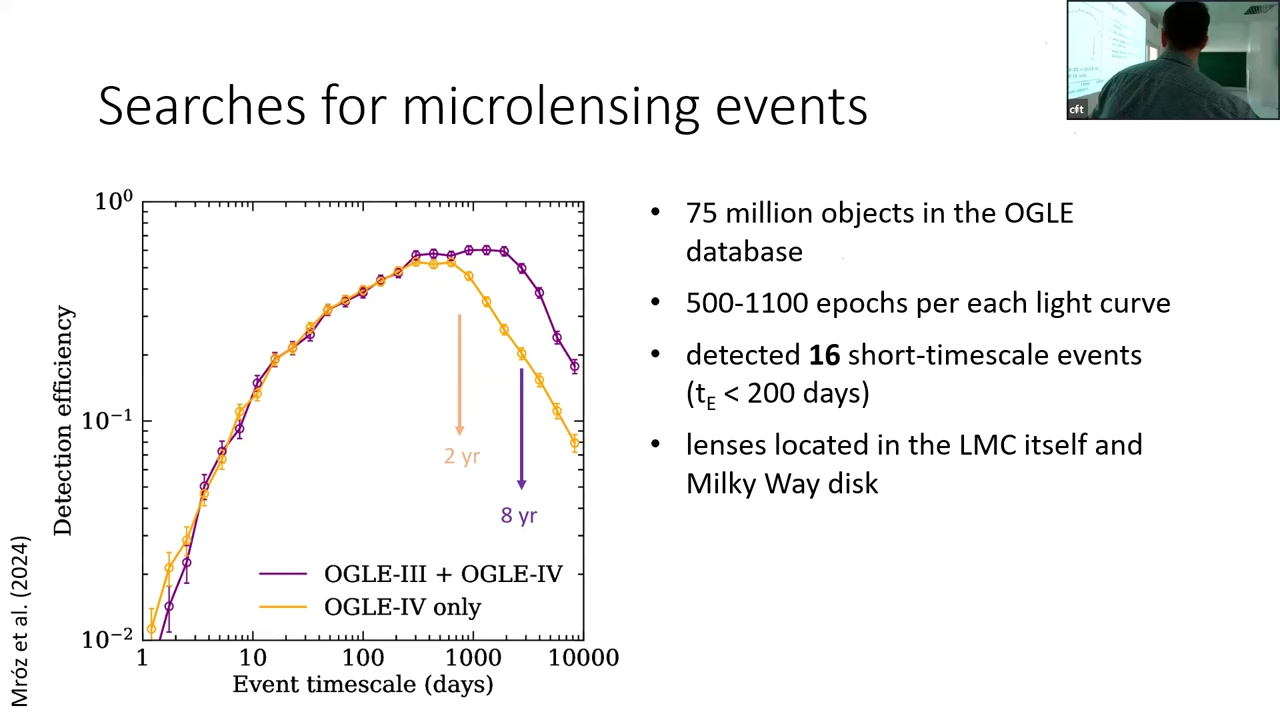 cft
Searches for microlensing events
10⁰
10⁻¹
10⁻²
Detection efficiency
2 yr
8 yr
OGLE-III + OGLE-IV
OGLE-IV only
1 10 100 1000 10000
Event timescale (days)
Mróz et al. (2024)
• 75 million objects in the OGLE
database
• 500-1100 epochs per each light curve
• detected 16 short-timescale events
(tE < 200 days)
• lenses located in the LMC itself and
Milky Way disk